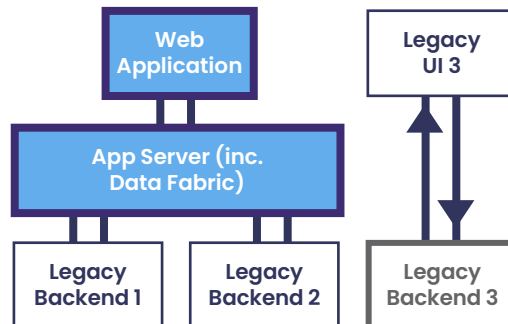 Web
Application
Legacy
UI 3
App Server (inc.
Data Fabric)
Legacy
Backend 1
Legacy
Backend 2
Legacy
Backend 3